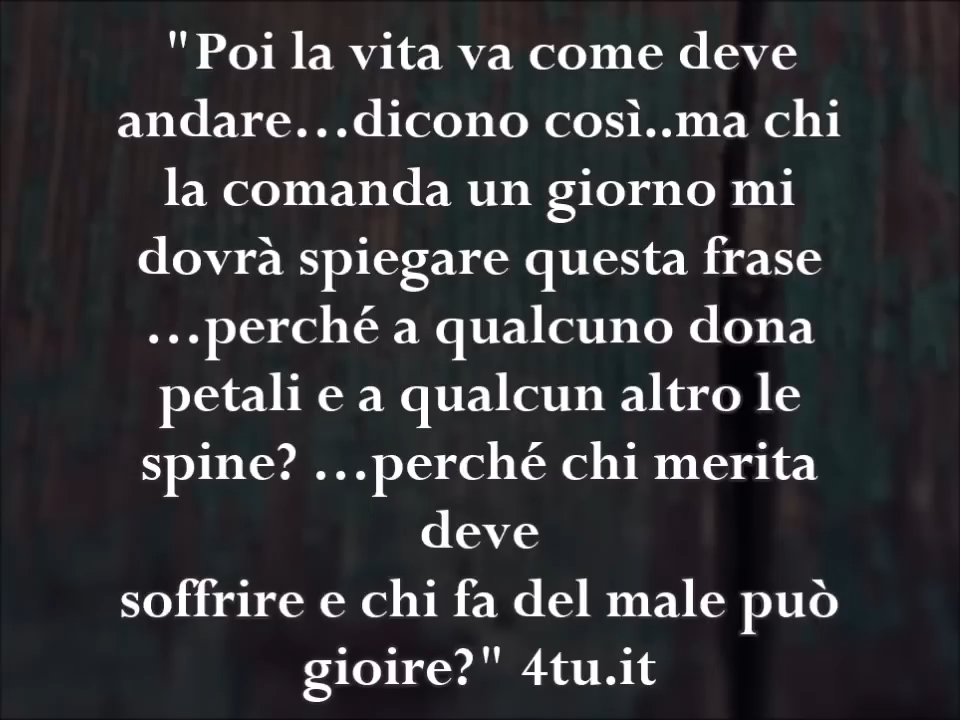 "Poi la vita va come deve
andare...dicono così..ma chi
la comanda un giorno mi
dovrà spiegare questa frase
...perché a qualcuno dona
petali e a qualcun altro le
spine? ...perché chi merita
deve
soffrire e chi fa del male può
gioire?" 4tu.it